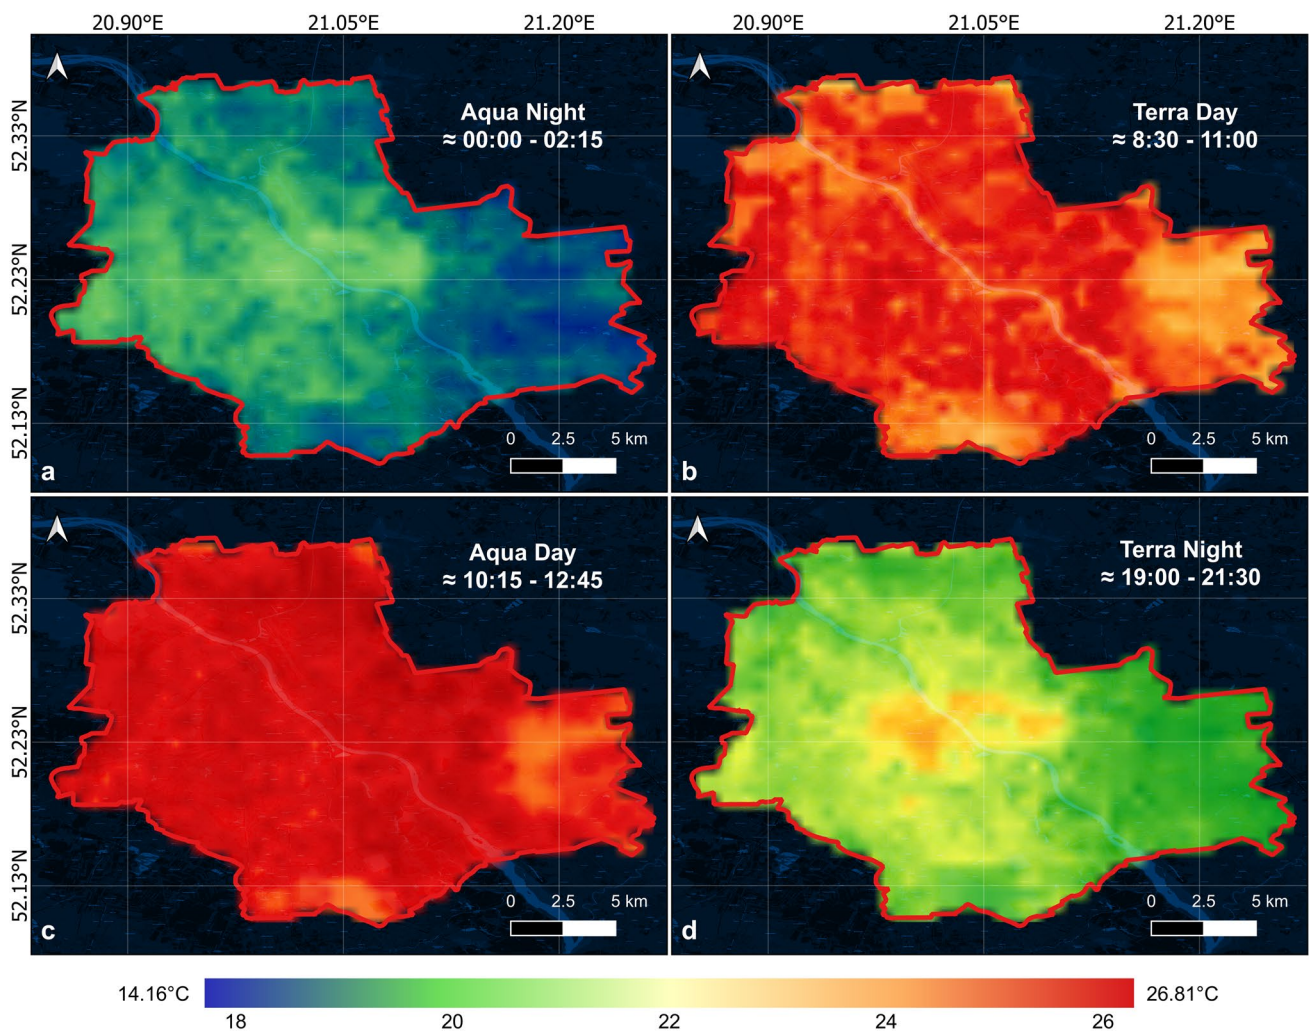 20.90°E 21.05°E 21.20°E 20.90°E 21.05°E 21.20°E
52.33°N
52.23°N
52.13°N
Aqua Night
≈ 00:00 - 02:15
0 2.5 5 km
a
Terra Day
≈ 8:30 - 11:00
0 2.5 5 km
b
52.33°N
52.23°N
52.13°N
Aqua Day
≈ 10:15 - 12:45
0 2.5 5 km
c
Terra Night
≈ 19:00 - 21:30
0 2.5 5 km
d
14.16°C 26.81°C
18 20 22 24 26